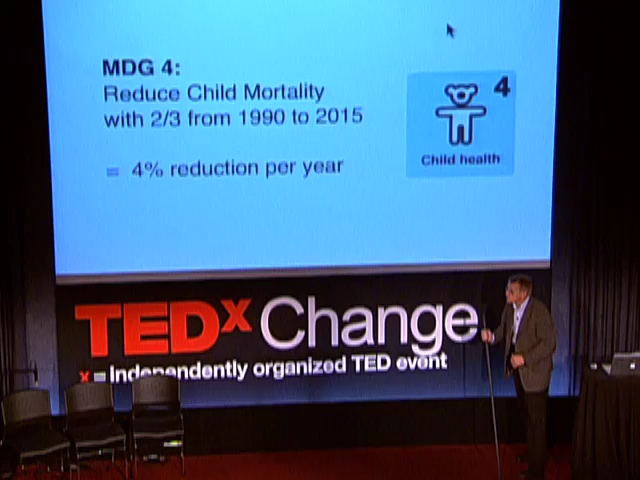 MDG 4:
Reduce Child Mortality
with 2/3 from 1990 to 2015
= 4% reduction per year
4
Child health
TEDx Change
x = independently organized TED event